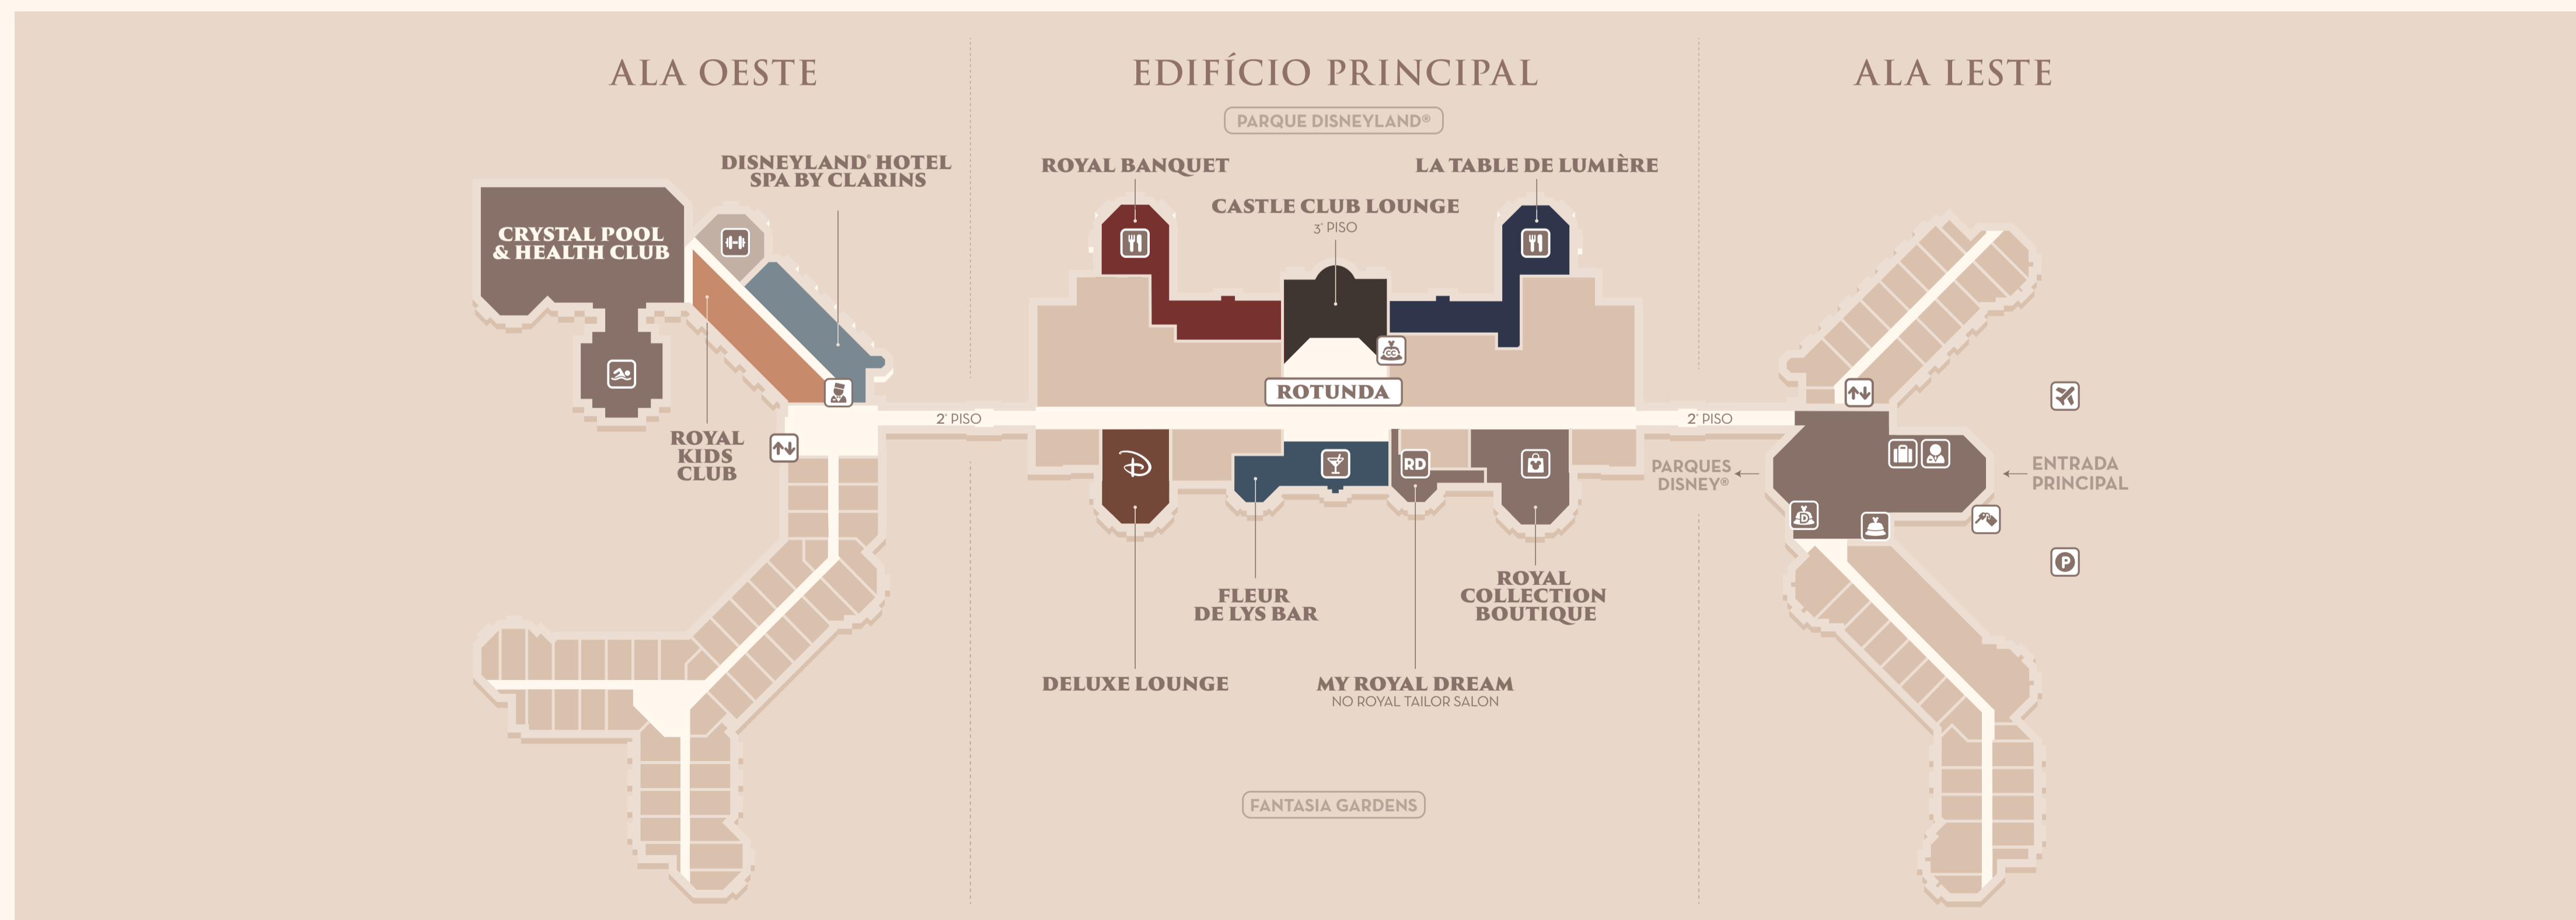 ALA OESTE
EDIFÍCIO PRINCIPAL
ALA LESTE
PARQUE DISNEYLAND®
DISNEYLAND® HOTEL
SPA BY CLARINS
ROYAL BANQUET
LA TABLE DE LUMIÈRE
CASTLE CLUB LOUNGE
3° PISO
CRYSTAL POOL
& HEALTH CLUB
CC
ROTUNDA
2° PISO
2° PISO
ROYAL
KIDS
CLUB
D
RD
PARQUES
DISNEY®
ENTRADA
PRINCIPAL
D
P
FLEUR
DE LYS BAR
ROYAL
COLLECTION
BOUTIQUE
DELUXE LOUNGE
MY ROYAL DREAM
NO ROYAL TAILOR SALON
FANTASIA GARDENS